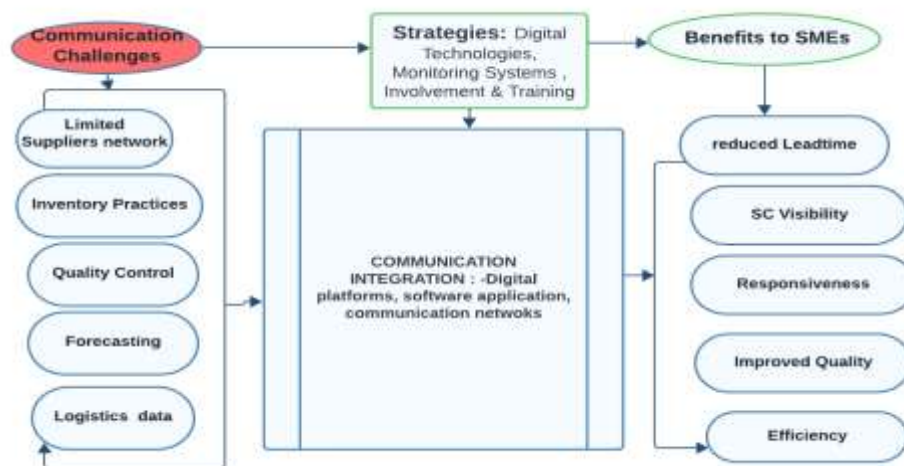 Communication
Challenges
Strategies: Digital
Technologies,
Monitoring Systems ,
Involvement & Training
Benefits to SMEs
Limited
Suppliers network
Inventory Practices
Quality Control
Forecasting
Logistics data
COMMUNICATION
INTEGRATION : -Digital
platforms, software application,
communication netwoks
reduced Leadtime
SC Visibility
Responsiveness
Improved Quality
Efficiency